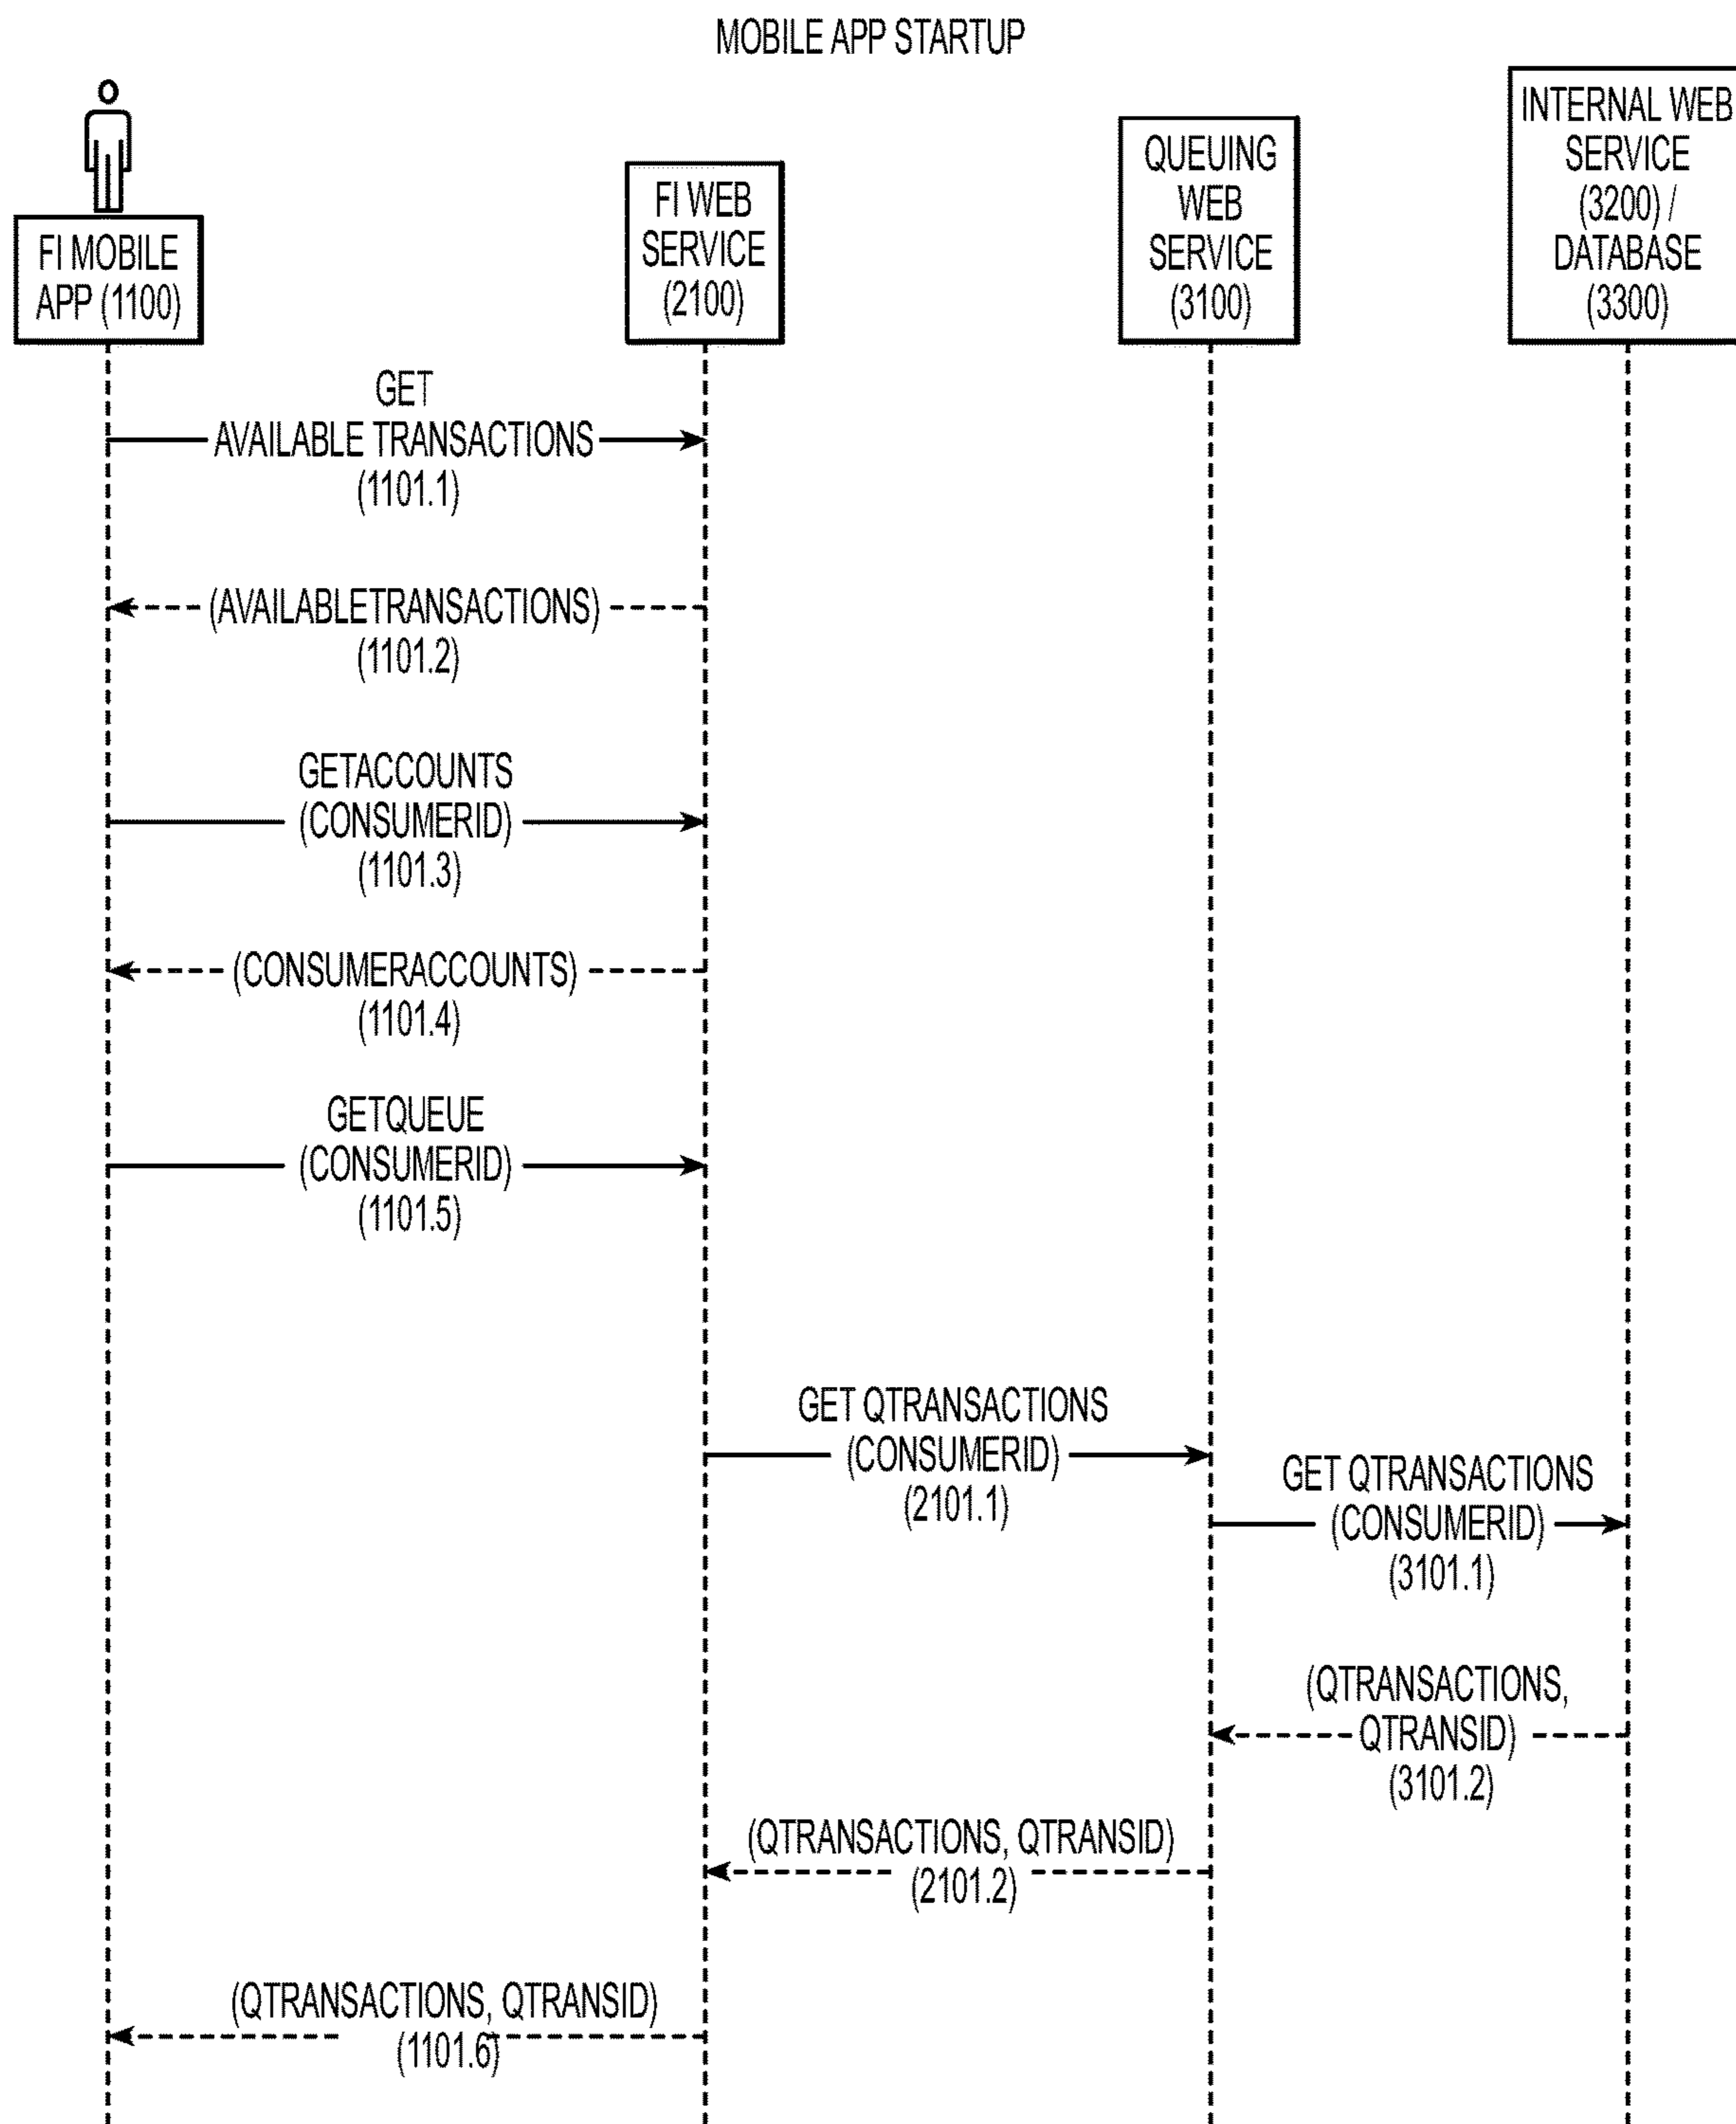 MOBILE APP STARTUP
FI MOBILE
APP (1100)
FI WEB
SERVICE
(2100)
QUEUING
WEB
SERVICE
(3100)
INTERNAL WEB
SERVICE
(3200) /
DATABASE
(3300)
GET
AVAILABLE TRANSACTIONS
(1101.1)
(AVAILABLETRANSACTIONS)
(1101.2)
GETACCOUNTS
(CONSUMERID)
(1101.3)
(CONSUMERACCOUNTS)
(1101.4)
GETQUEUE
(CONSUMERID)
(1101.5)
GET QTRANSACTIONS
(CONSUMERID)
(2101.1)
GET QTRANSACTIONS
(CONSUMERID)
(3101.1)
(QTRANSACTIONS,
QTRANSID)
(3101.2)
(QTRANSACTIONS, QTRANSID)
(2101.2)
(QTRANSACTIONS, QTRANSID)
(1101.6)